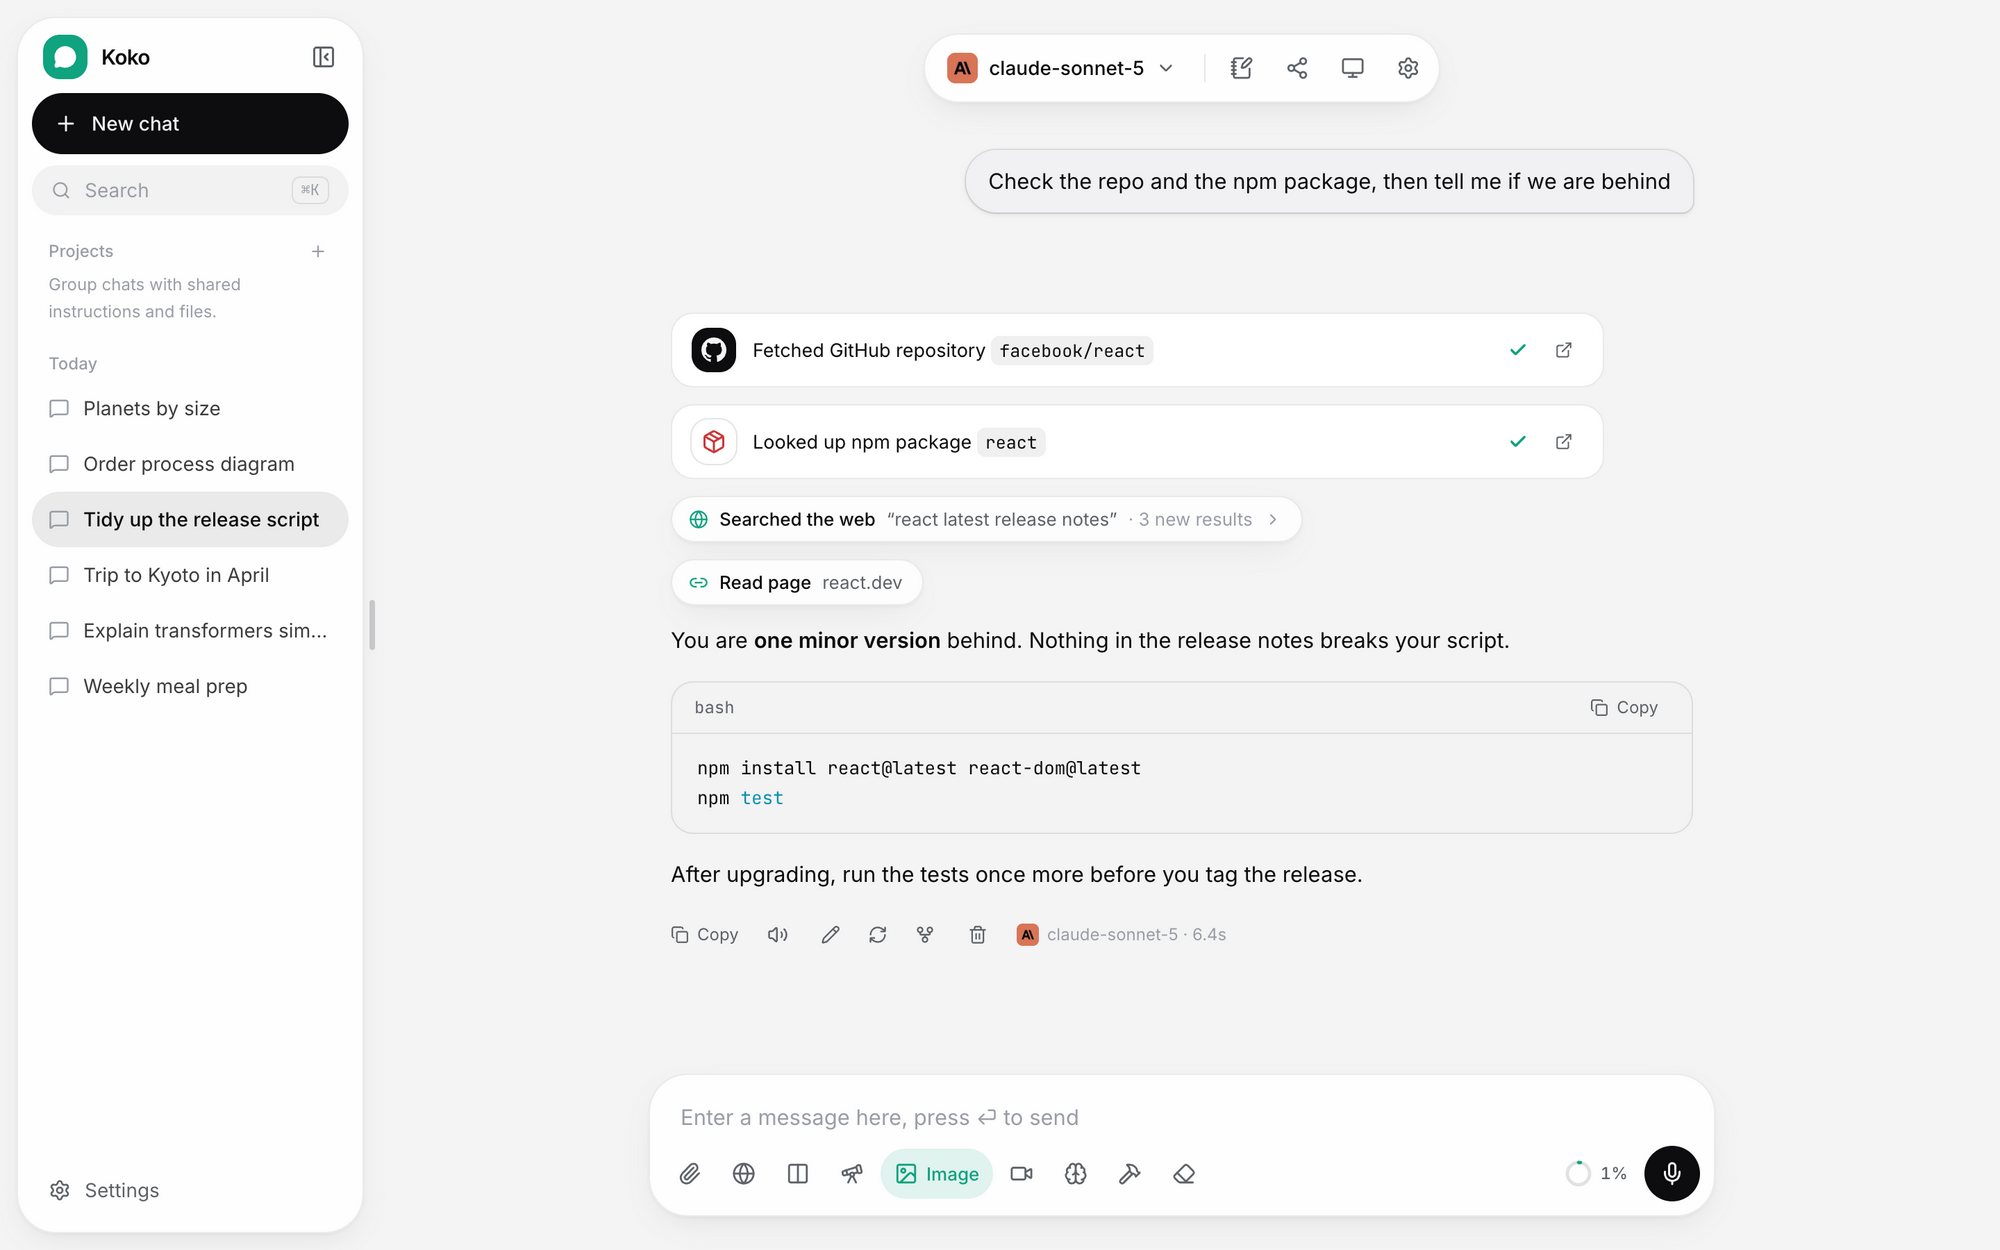 Koko
New chat
Search ⌘K
Projects
Group chats with shared
instructions and files.
Today
Planets by size
Order process diagram
Tidy up the release script
Trip to Kyoto in April
Explain transformers sim...
Weekly meal prep
Settings
claude-sonnet-5
Check the repo and the npm package, then tell me if we are behind
Fetched GitHub repository facebook/react
Looked up npm package react
Searched the web “react latest release notes” · 3 new results
Read page react.dev
You are one minor version behind. Nothing in the release notes breaks your script.
bash Copy
npm install react@latest react-dom@latest
npm test
After upgrading, run the tests once more before you tag the release.
Copy claude-sonnet-5 · 6.4s
Enter a message here, press ⏎ to send
Image 1%